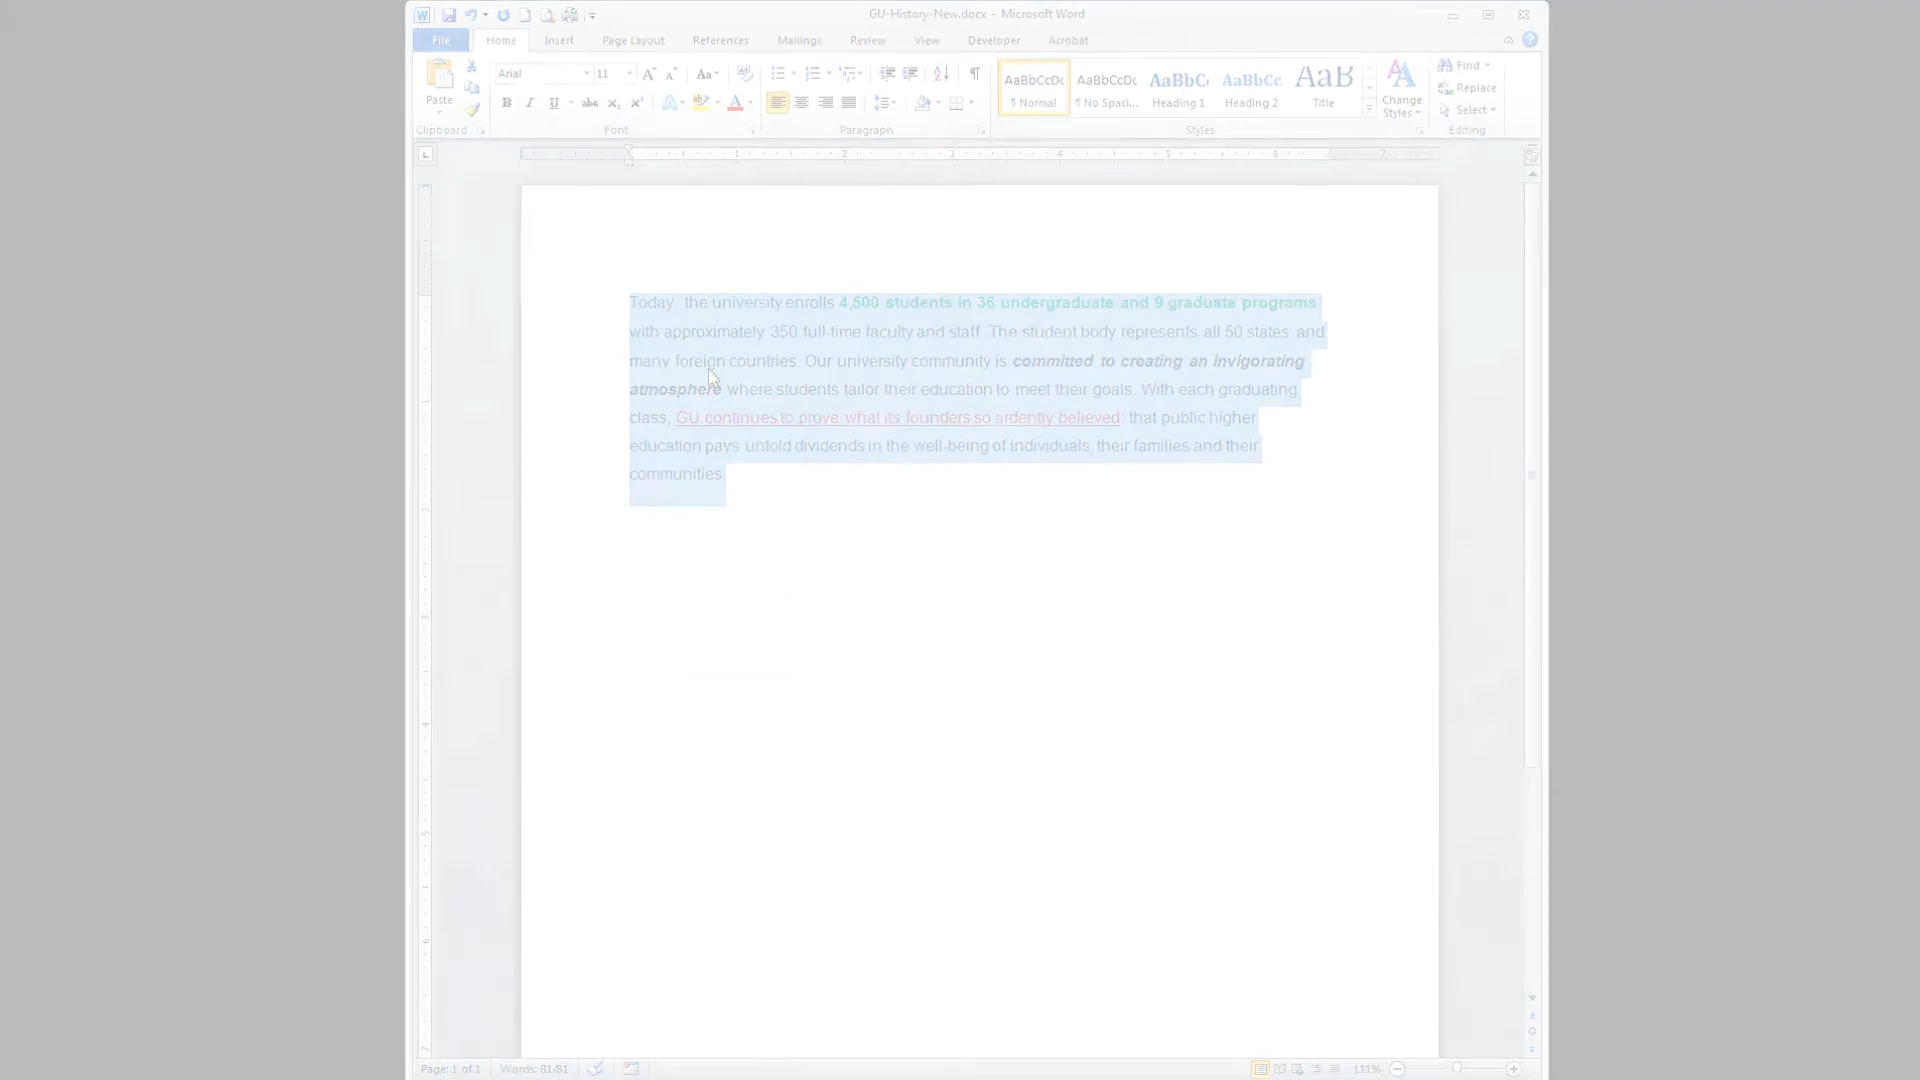 GU-History-New.docx - Microsoft Word
File Home Insert Page Layout References Mailings Review View Developer Acrobat
Paste
Clipboard
Arial 11
Font
Paragraph
AaBbCcDc AaBbCcDc AaBbC AaBbCc AaB
¶ Normal ¶ No Spaci... Heading 1 Heading 2 Title
Change Styles
Styles
Find
Replace
Select
Editing
1 2 3 4 5 6 7
Today, the university enrolls 4,500 students in 36 undergraduate and 9 graduate programs
with approximately 350 full-time faculty and staff. The student body represents all 50 states and
many foreign countries. Our university community is committed to creating an invigorating
atmosphere where students tailor their education to meet their goals. With each graduating
class, GU continues to prove what its founders so ardently believed: that public higher
education pays untold dividends in the well-being of individuals, their families and their
communities.
Page: 1 of 1 Words: 81/81 111%